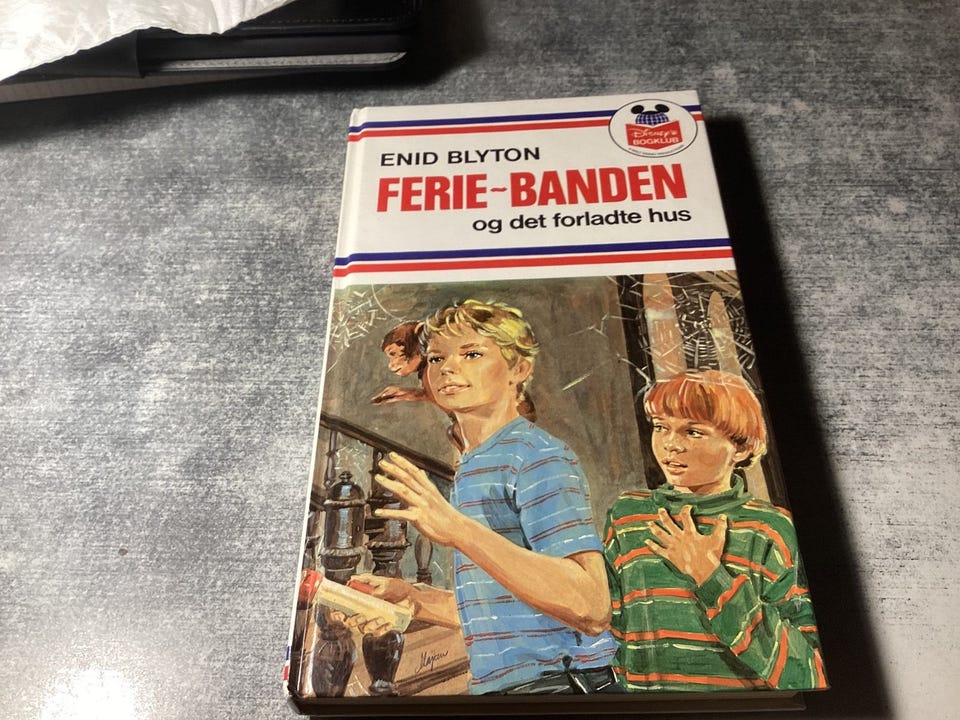 ENID BLYTON
FERIE~BANDEN
og det forladte hus
Disney's
BOGKLUB